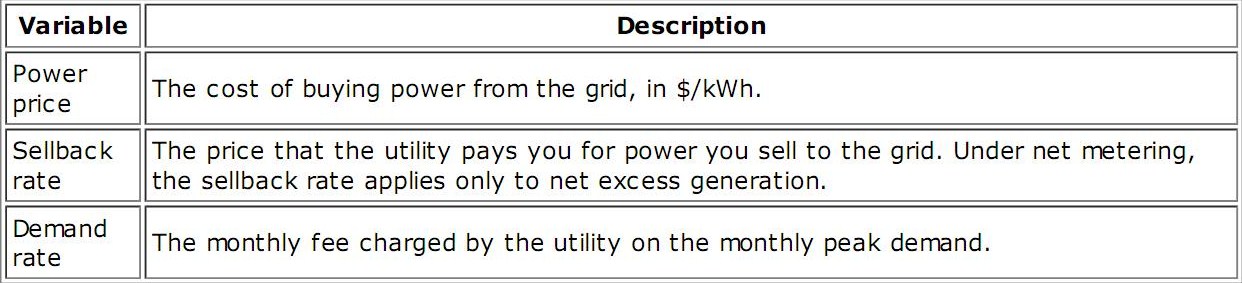 Variable Description
Power
price
The cost of buying power from the grid, in $/kWh.
Sellback
rate
The price that the utility pays you for power you sell to the grid. Under net metering,
the sellback rate applies only to net excess generation.
Demand
rate
The monthly fee charged by the utility on the monthly peak demand.